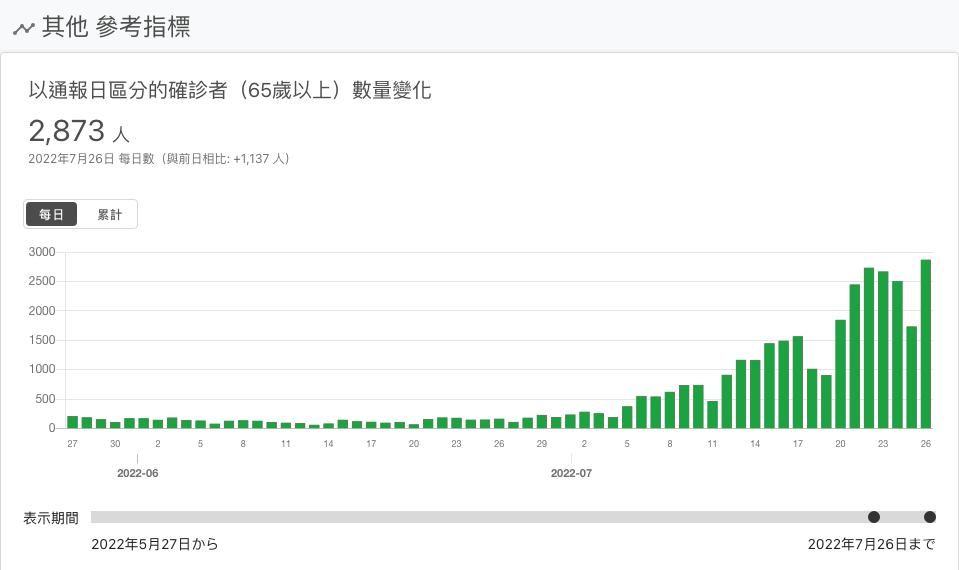 其他 參考指標
以通報日區分的確診者（65歲以上）數量變化
2,873 人
2022年7月26日 每日數（與前日相比: +1,137 人）
每日 累計
3000
2500
2000
1500
1000
500
0
27 30 2 5 8 11 14 17 20 23 26 29 2 5 8 11 14 17 20 23 26
2022-06 2022-07
表示期間
2022年5月27日から 2022年7月26日まで